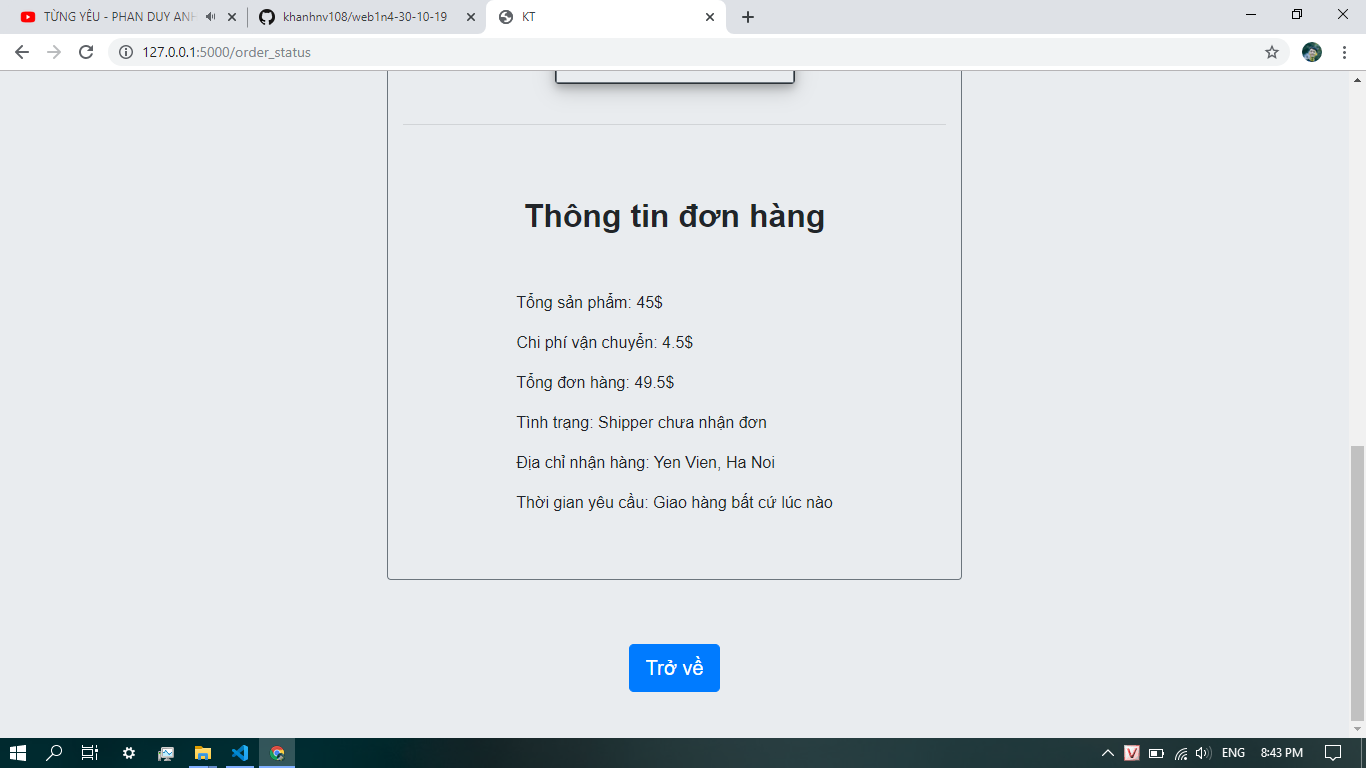 TỪNG YÊU - PHAN DUY ANH
khanhnv108/web1n4-30-10-19
KT
127.0.0.1:5000/order_status
Thông tin đơn hàng
Tổng sản phẩm: 45$
Chi phí vận chuyển: 4.5$
Tổng đơn hàng: 49.5$
Tình trạng: Shipper chưa nhận đơn
Địa chỉ nhận hàng: Yen Vien, Ha Noi
Thời gian yêu cầu: Giao hàng bất cứ lúc nào
Trở về
V ENG 8:43 PM